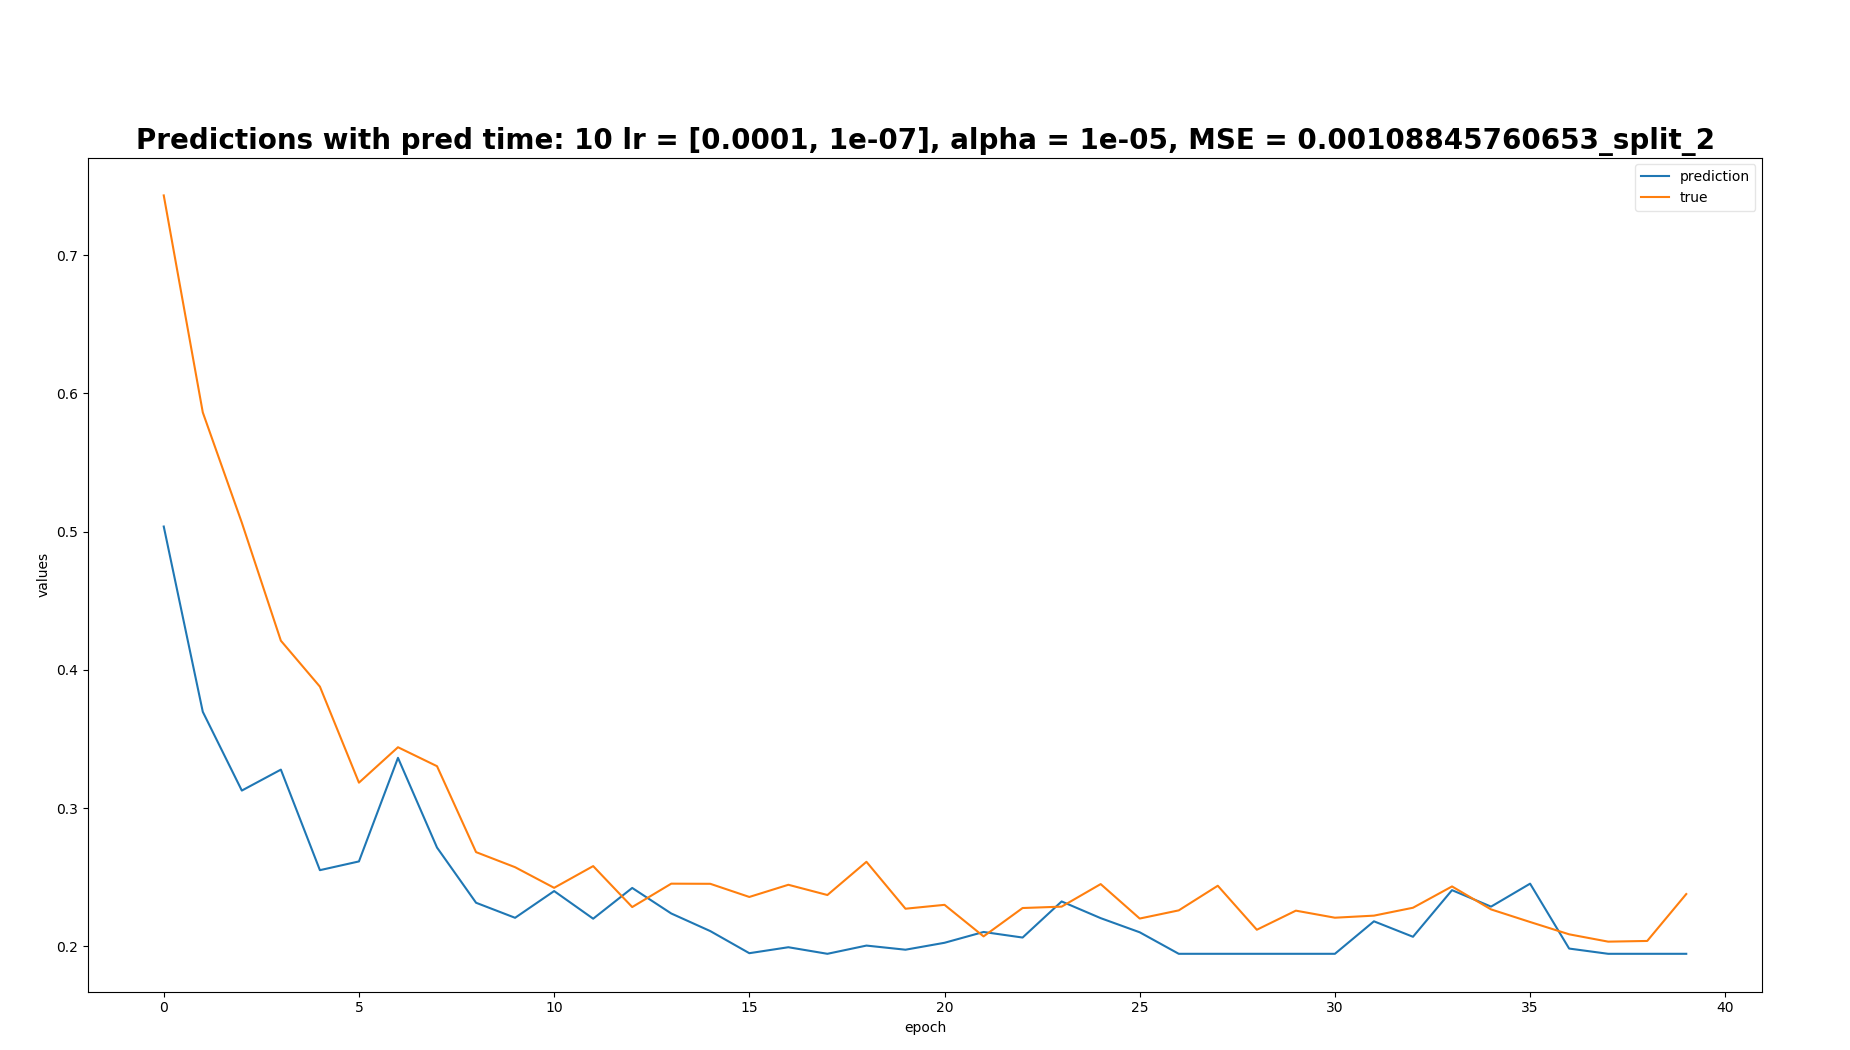 Predictions with pred time: 10 lr = [0.0001, 1e-07], alpha = 1e-05, MSE = 0.00108845760653_split_2
prediction
true
values
0.7
0.6
0.5
0.4
0.3
0.2
0 5 10 15 20 25 30 35 40
epoch